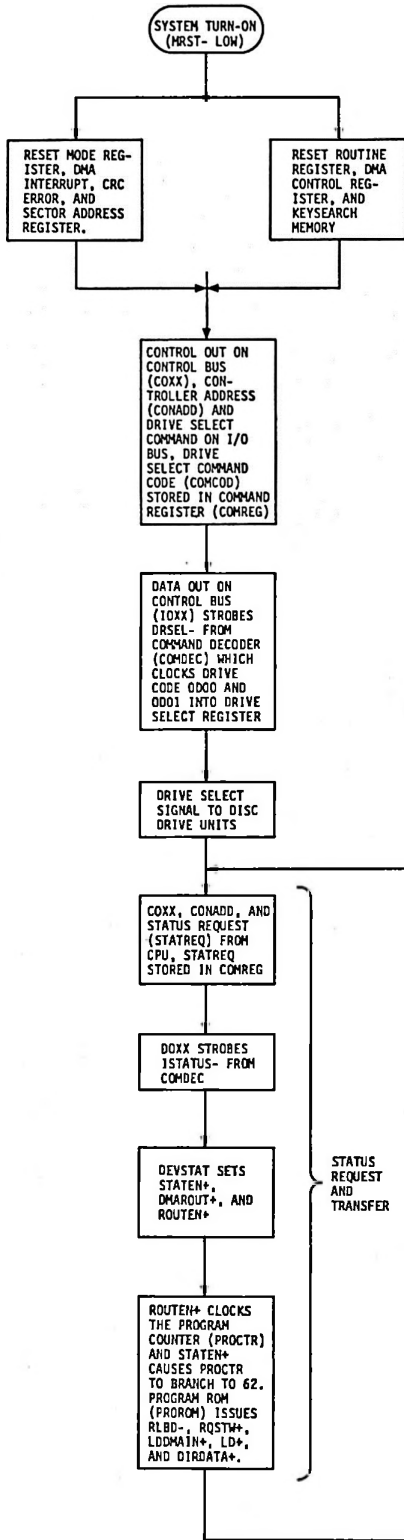 SYSTEM TURN-ON
(MRST- LOW)
RESET MODE REG-
ISTER, DMA
INTERRUPT, CRC
ERROR, AND
SECTOR ADDRESS
REGISTER.
RESET ROUTINE
REGISTER, DMA
CONTROL REG-
ISTER, AND
KEYSEARCH
MEMORY
CONTROL OUT ON
CONTROL BUS
(COXX), CON-
TROLLER ADDRESS
(CONADD) AND
DRIVE SELECT
COMMAND ON I/O
BUS, DRIVE
SELECT COMMAND
CODE (COMCOD)
STORED IN COMMAND
REGISTER (COMREG)
DATA OUT ON
CONTROL BUS
(IOXX) STROBES
DRSEL- FROM
COMMAND DECODER
(COMDEC) WHICH
CLOCKS DRIVE
CODE OD00 AND
OD01 INTO DRIVE
SELECT REGISTER
DRIVE SELECT
SIGNAL TO DISC
DRIVE UNITS
COXX, CONADD, AND
STATUS REQUEST
(STATREQ) FROM
CPU, STATREQ
STORED IN COMREG
DOXX STROBES
ISTATUS- FROM
COMDEC
DEVSTAT SETS
STATEN+,
DMAROUT+, AND
ROUTEN+
STATUS
REQUEST
AND
TRANSFER
ROUTEN+ CLOCKS
THE PROGRAM
COUNTER (PROCTR)
AND STATEN+
CAUSES PROCTR
TO BRANCH TO 62.
PROGRAM ROM
(PROROM) ISSUES
RLBD-, RQSTW+,
LDDMAIN+, LD+,
AND DIRDATA+.